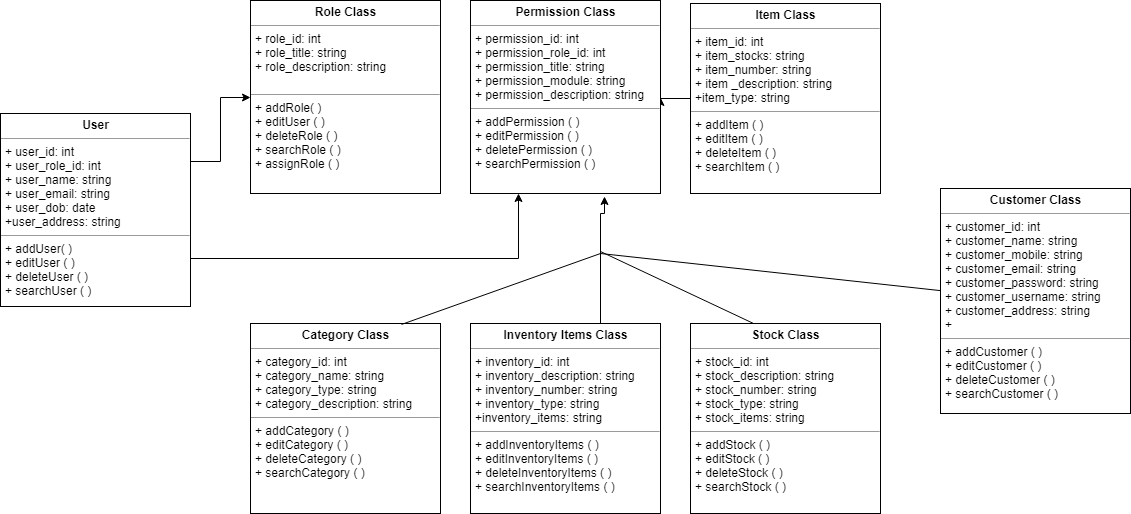 Role Class
+ role_id: int
+ role_title: string
+ role_description: string
+ addRole( )
+ editUser ( )
+ deleteRole ( )
+ searchRole ( )
+ assignRole ( )
Permission Class
+ permission_id: int
+ permission_role_id: int
+ permission_title: string
+ permission_module: string
+ permission_description: string
+ addPermission ( )
+ editPermission ( )
+ deletePermission ( )
+ searchPermission ( )
Item Class
+ item_id: int
+ item_stocks: string
+ item_number: string
+ item _description: string
+item_type: string
+ addItem ( )
+ editItem ( )
+ deleteItem ( )
+ searchItem ( )
User
+ user_id: int
+ user_role_id: int
+ user_name: string
+ user_email: string
+ user_dob: date
+user_address: string
+ addUser( )
+ editUser ( )
+ deleteUser ( )
+ searchUser ( )
Customer Class
+ customer_id: int
+ customer_name: string
+ customer_mobile: string
+ customer_email: string
+ customer_password: string
+ customer_username: string
+ customer_address: string
+
+ addCustomer ( )
+ editCustomer ( )
+ deleteCustomer ( )
+ searchCustomer ( )
Category Class
+ category_id: int
+ category_name: string
+ category_type: string
+ category_description: string
+ addCategory ( )
+ editCategory ( )
+ deleteCategory ( )
+ searchCategory ( )
Inventory Items Class
+ inventory_id: int
+ inventory_description: string
+ inventory_number: string
+ inventory_type: string
+inventory_items: string
+ addInventoryItems ( )
+ editInventoryItems ( )
+ deleteInventoryItems ( )
+ searchInventoryItems ( )
Stock Class
+ stock_id: int
+ stock_description: string
+ stock_number: string
+ stock_type: string
+ stock_items: string
+ addStock ( )
+ editStock ( )
+ deleteStock ( )
+ searchStock ( )